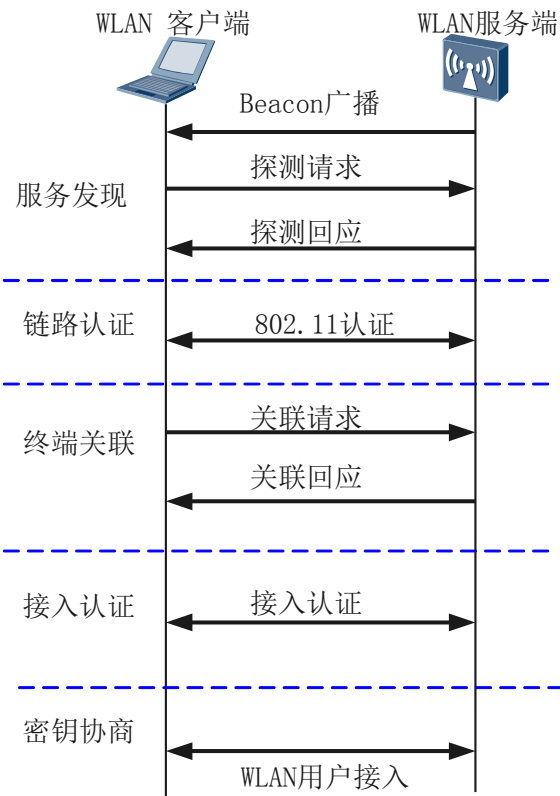 WLAN 客户端
WLAN服务端
Beacon广播
探测请求
服务发现
探测回应
链路认证
802.11认证
关联请求
终端关联
关联回应
接入认证
接入认证
密钥协商
WLAN用户接入